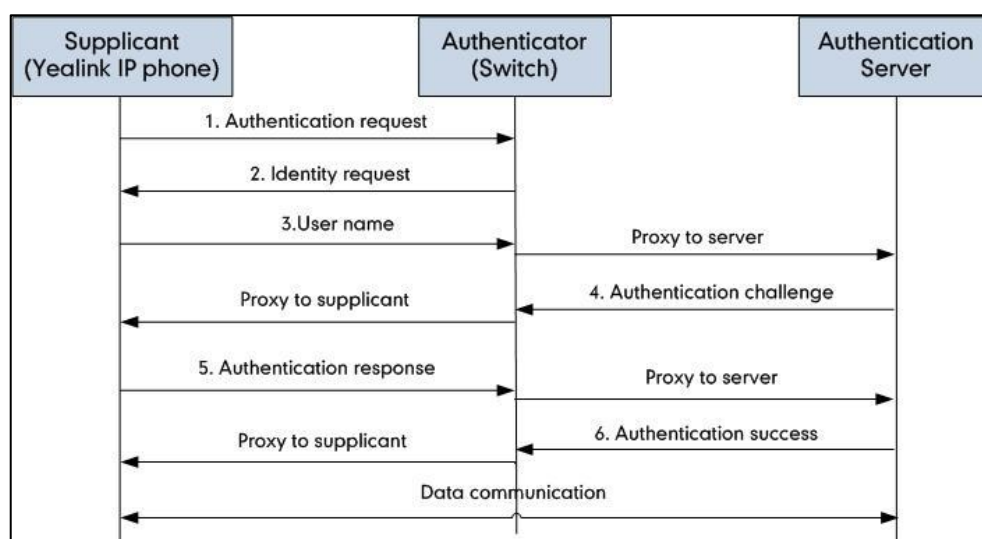 Supplicant
(Yealink IP phone)
Authenticator
(Switch)
Authentication
Server
1. Authentication request
2. Identity request
3.User name
Proxy to server
4. Authentication challenge
Proxy to supplicant
5. Authentication response
Proxy to server
6. Authentication success
Proxy to supplicant
Data communication